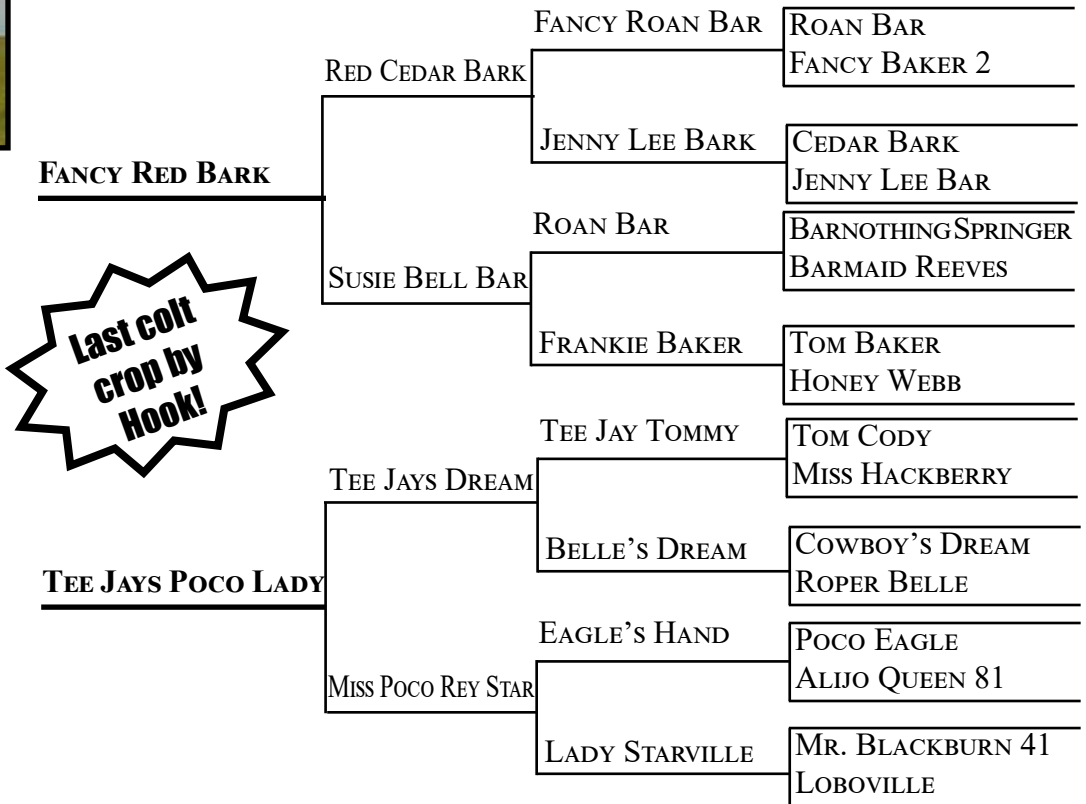 Fancy Roan Bar
Roan Bar
Fancy Baker 2
Red Cedar Bark
Jenny Lee Bark
Cedar Bark
Jenny Lee Bar
Fancy Red Bark
Roan Bar
Barnothing Springer
Barmaid Reeves
Susie Bell Bar
Frankie Baker
Tom Baker
Honey Webb
Last colt
crop by
Hook!
Tee Jay Tommy
Tom Cody
Miss Hackberry
Tee Jays Dream
Belle's Dream
Cowboy's Dream
Roper Belle
Tee Jays Poco Lady
Eagle's Hand
Poco Eagle
Alijo Queen 81
Miss Poco Rey Star
Lady Starville
Mr. Blackburn 41
Loboville